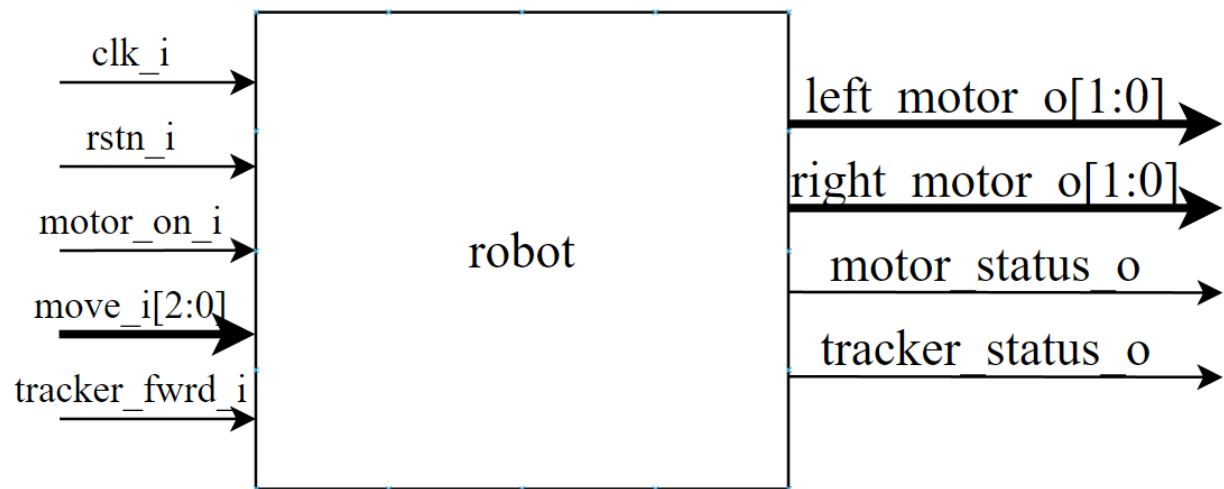 clk_i
rstn_i
motor_on_i
move_i[2:0]
tracker_fwrd_i
robot
left_motor_o[1:0]
right_motor_o[1:0]
motor_status_o
tracker_status_o